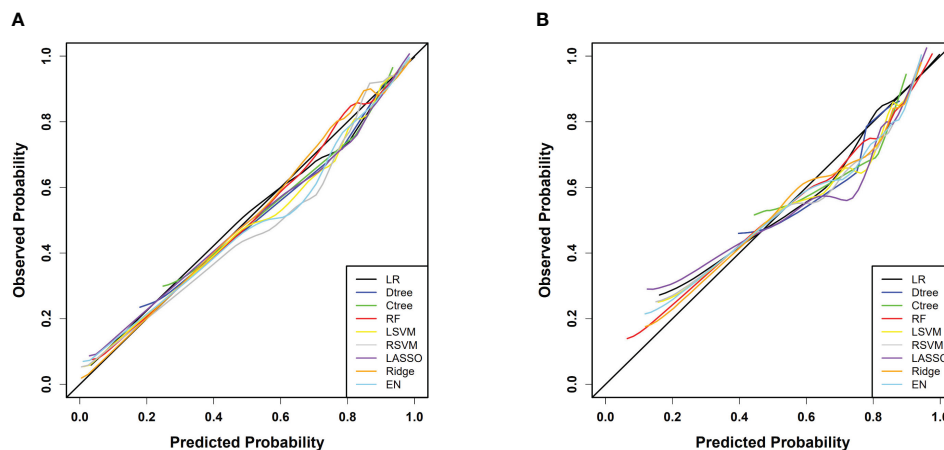 A
Observed Probability
1.0
0.8
0.6
0.4
0.2
0.0
LR
Dtree
Ctree
RF
LSVM
RSVM
LASSO
Ridge
EN
0.0 0.2 0.4 0.6 0.8 1.0
Predicted Probability
B
Observed Probability
1.0
0.8
0.6
0.4
0.2
0.0
LR
Dtree
Ctree
RF
LSVM
RSVM
LASSO
Ridge
EN
0.0 0.2 0.4 0.6 0.8 1.0
Predicted Probability